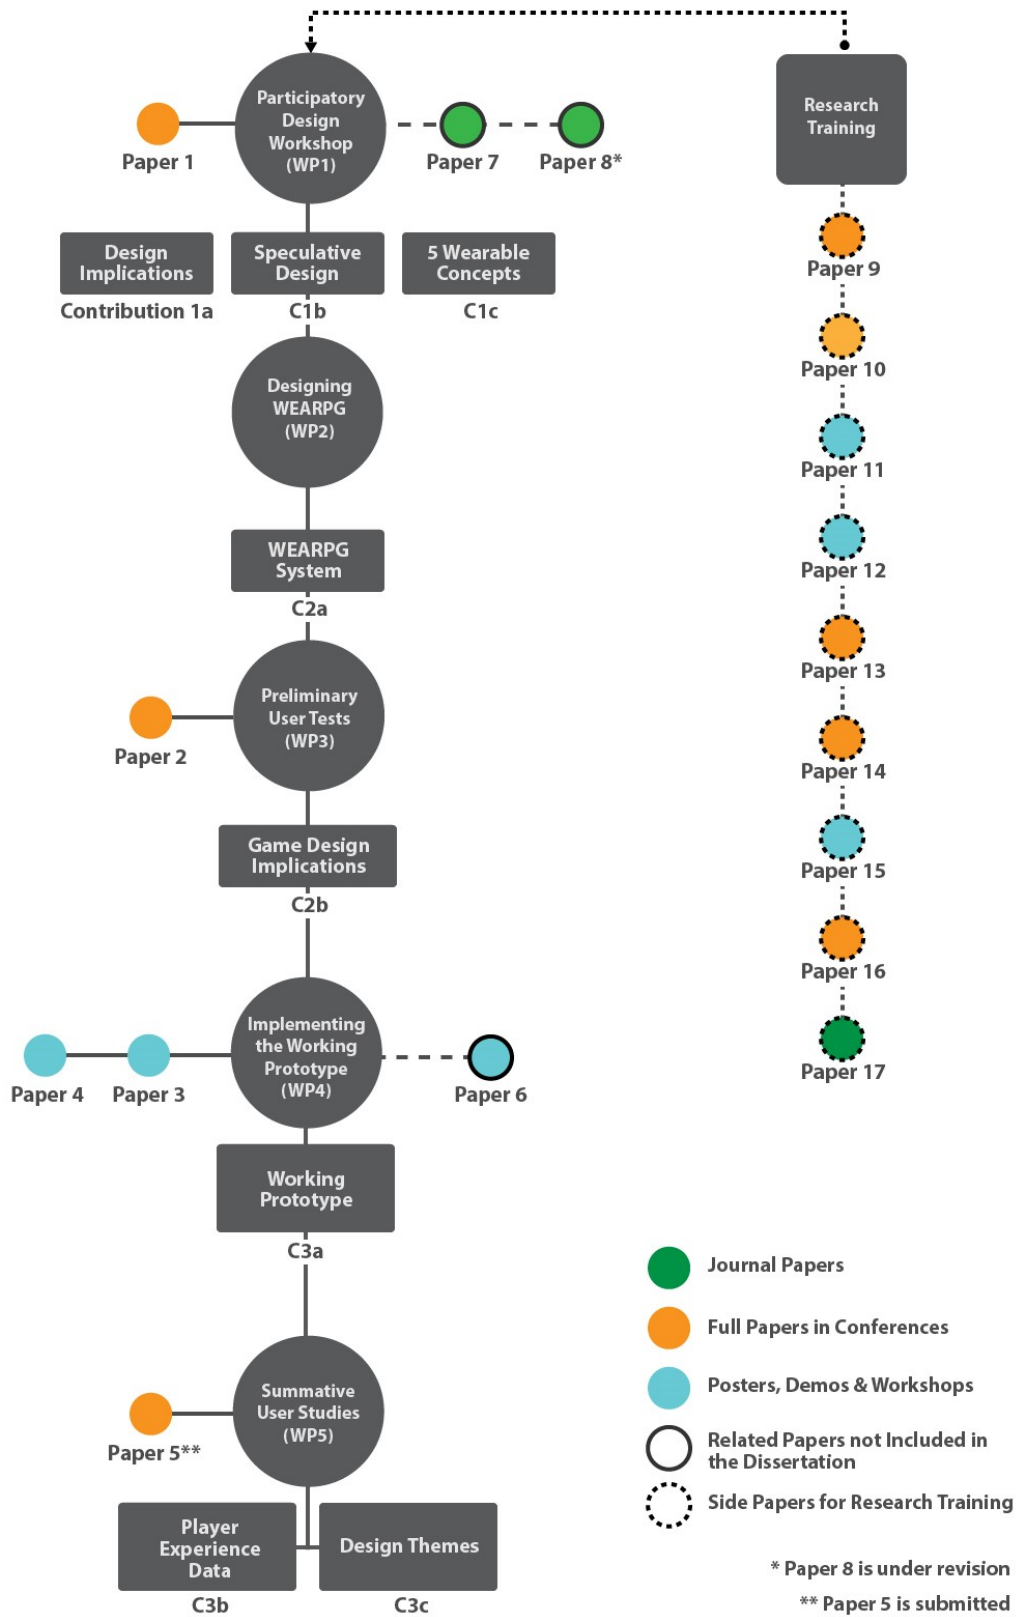 Participatory
Design
Workshop
(WP1)
Research
Training
Paper 1
Paper 7
Paper 8*
Design
Implications
Speculative
Design
5 Wearable
Concepts
Contribution 1a
C1b
C1c
Paper 9
Paper 10
Designing
WEARPG
(WP2)
Paper 11
WEARPG
System
C2a
Paper 12
Preliminary
User Tests
(WP3)
Paper 2
Paper 13
Paper 14
Game Design
Implications
C2b
Paper 15
Paper 16
Implementing
the Working
Prototype
(WP4)
Paper 4
Paper 3
Paper 6
Paper 17
Working
Prototype
C3a
Summative
User Studies
(WP5)
Paper 5**
Player
Experience
Data
Design Themes
C3b
C3c
Journal Papers
Full Papers in Conferences
Posters, Demos & Workshops
Related Papers not Included in
the Dissertation
Side Papers for Research Training
* Paper 8 is under revision
** Paper 5 is submitted